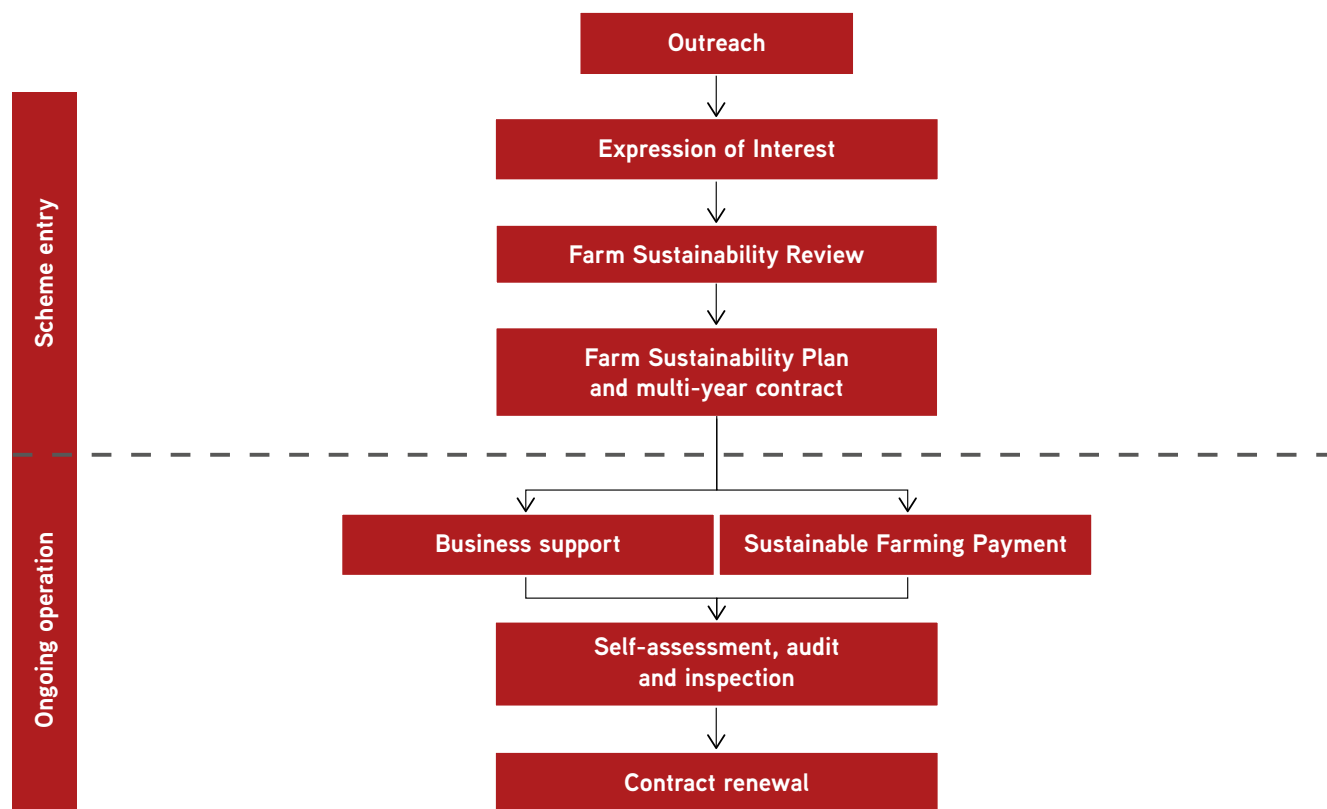 Outreach
Scheme entry
Expression of Interest
Farm Sustainability Review
Farm Sustainability Plan
and multi-year contract
Ongoing operation
Business support
Sustainable Farming Payment
Self-assessment, audit
and inspection
Contract renewal